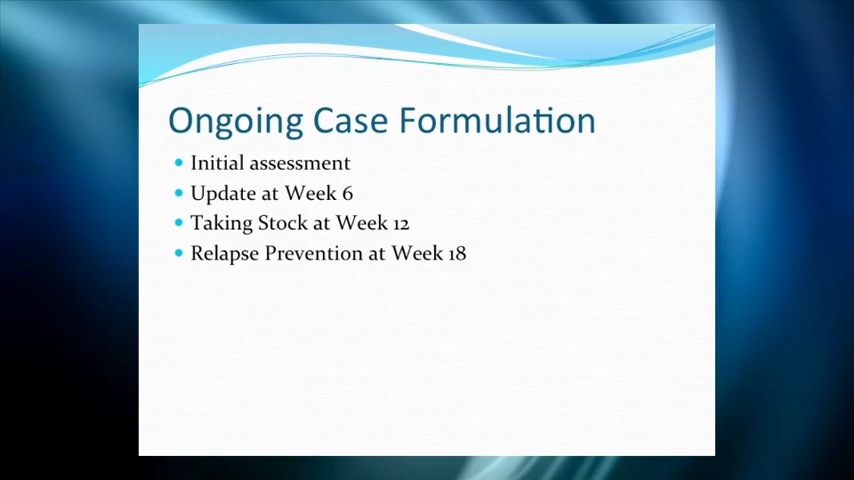 Ongoing Case Formulation
Initial assessment
Update at Week 6
Taking Stock at Week 12
Relapse Prevention at Week 18